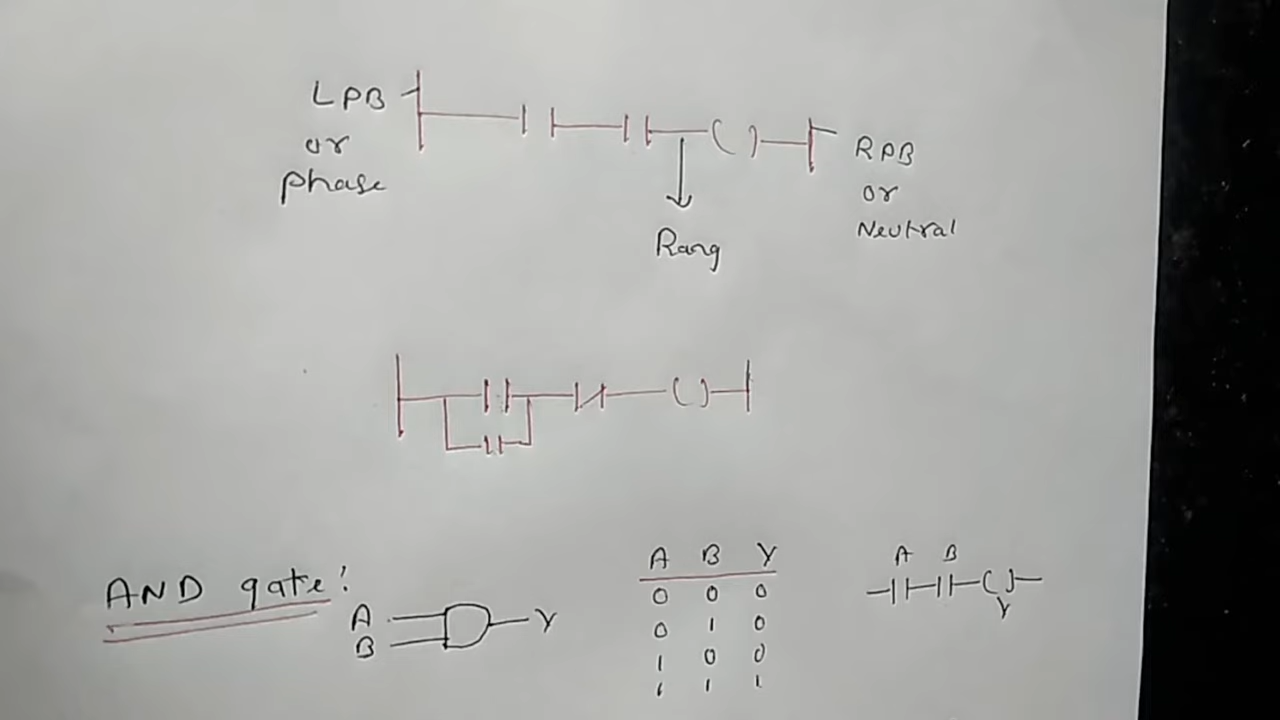 LPB
or
phase
RPB
or
Neutral
Rang
AND gate:
A
B
Y
A B Y
0 0 0
0 1 0
1 0 0
1 1 1
A B
Y